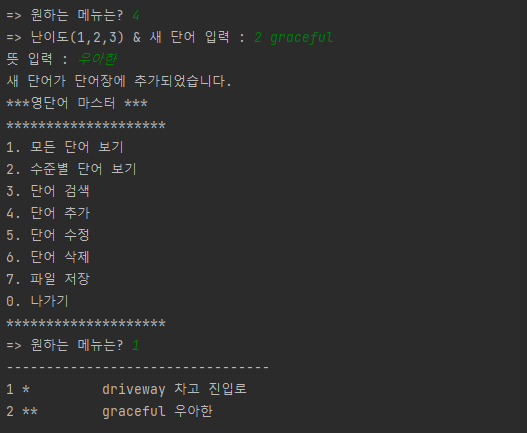 => 원하는 메뉴는? 4
=> 난이도(1,2,3) & 새 단어 입력 : 2 graceful
뜻 입력 : 우아한
새 단어가 단어장에 추가되었습니다.
***영단어 마스터 ***
********************
1. 모든 단어 보기
2. 수준별 단어 보기
3. 단어 검색
4. 단어 추가
5. 단어 수정
6. 단어 삭제
7. 파일 저장
0. 나가기
********************
=> 원하는 메뉴는? 1
---------------------------------
1 *         driveway 차고 진입로
2 **        graceful 우아한